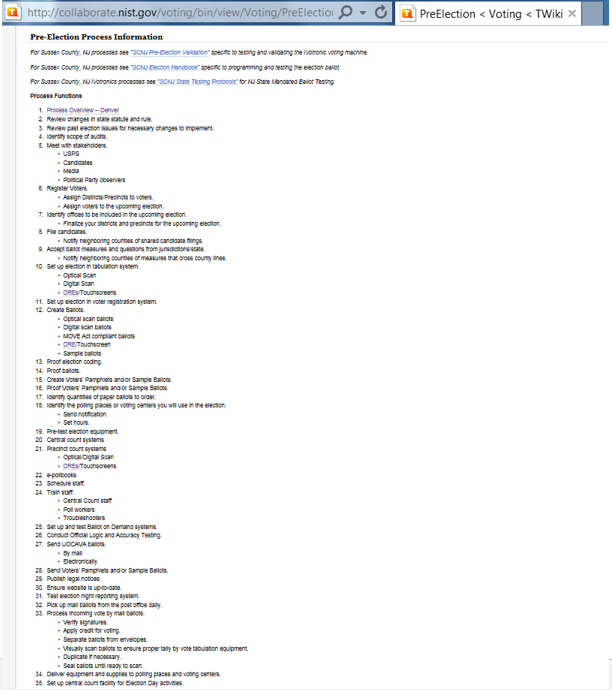 http://collaborate.nist.gov/voting/bin/view/Voting/PreElection
PreElection < Voting < TWiki
Pre-Election Process Information
For Sussex County, NJ processes see "SCNJ Pre-Election Validation" specific to testing and validating the iVotronic voting machine.
For Sussex County, NJ processes see "SCNJ Election Handbook" specific to programming and testing the election ballot.
For Sussex County, NJ iVotronics processes see "SCNJ State Testing Protocols" for NJ State Mandated Ballot Testing.
Process Functions
1. Process Overview – Denver
2. Review changes in state statute and rule.
3. Review past election issues for necessary changes to implement.
4. Identify scope of audits.
5. Meet with stakeholders.
• USPS
• Candidates
• Media
• Political Party observers
6. Register Voters.
• Assign Districts/Precincts to voters.
• Assign voters to the upcoming election.
7. Identify offices to be included in the upcoming election.
• Finalize your districts and precincts for the upcoming election.
8. File candidates.
• Notify neighboring counties of shared candidate filings.
9. Accept ballot measures and questions from jurisdictions/state.
• Notify neighboring counties of measures that cross county lines.
10. Set up election in tabulation system.
• Optical Scan
• Digital Scan
• DREs/Touchscreens
11. Set up election in voter registration system.
12. Create Ballots.
• Optical scan ballots
• Digital scan ballots
• MOVE Act compliant ballots
• DRE/Touchscreen
• Sample ballots
13. Proof election coding.
14. Proof ballots.
15. Create Voters' Pamphlets and/or Sample Ballots.
16. Proof Voters' Pamphlets and/or Sample Ballots.
17. Identify quantities of paper ballots to order.
18. Identify the polling places or voting centers you will use in the election.
• Send notification.
• Set hours.
19. Pre-test election equipment.
20. Central count systems
21. Precinct count systems
• Optical/Digital Scan
• DREs/Touchscreens
22. e-pollbooks
23. Schedule staff.
24. Train staff.
• Central Count staff
• Poll workers
• Troubleshooters
25. Set up and test Ballot on Demand systems.
26. Conduct Official Logic and Accuracy Testing.
27. Send UOCAVA ballots.
• By mail
• Electronically
28. Send Voters' Pamphlets and/or Sample Ballots.
29. Publish legal notices.
30. Ensure website is up-to-date.
31. Test election night reporting system.
32. Pick up mail ballots from the post office daily.
33. Process incoming vote by mail ballots.
• Verify signatures.
• Apply credit for voting.
• Separate ballots from envelopes.
• Visually scan ballots to ensure proper tally by vote tabulation equipment.
• Duplicate if necessary.
• Seal ballots until ready to scan.
34. Deliver equipment and supplies to polling places and voting centers.
35. Set up central count facility for Election Day activities.